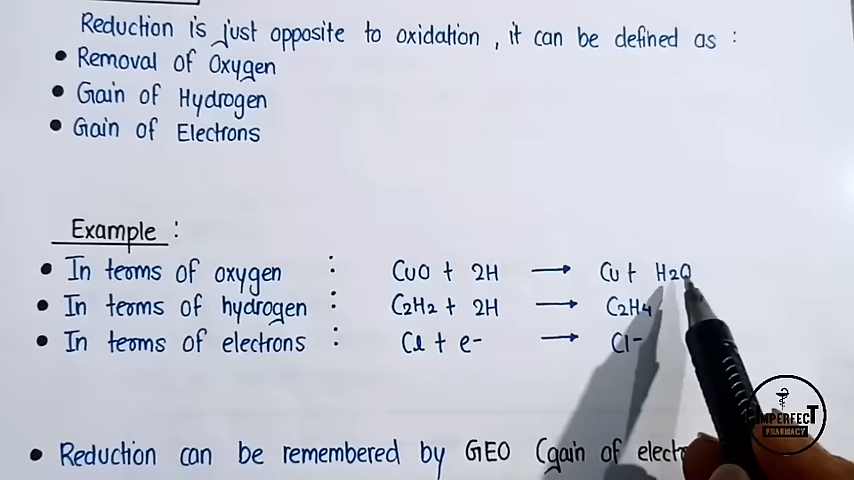 Reduction is just opposite to oxidation , it can be defined as :
• Removal of Oxygen
• Gain of Hydrogen
• Gain of Electrons
Example :
• In terms of oxygen : CuO + 2H → Cu + H2O
• In terms of hydrogen : C2H2 + 2H → C2H4
• In terms of electrons : Cl + e- → Cl-
• Reduction can be remembered by GEO (gain of
IMPERFECT
PHARMACY